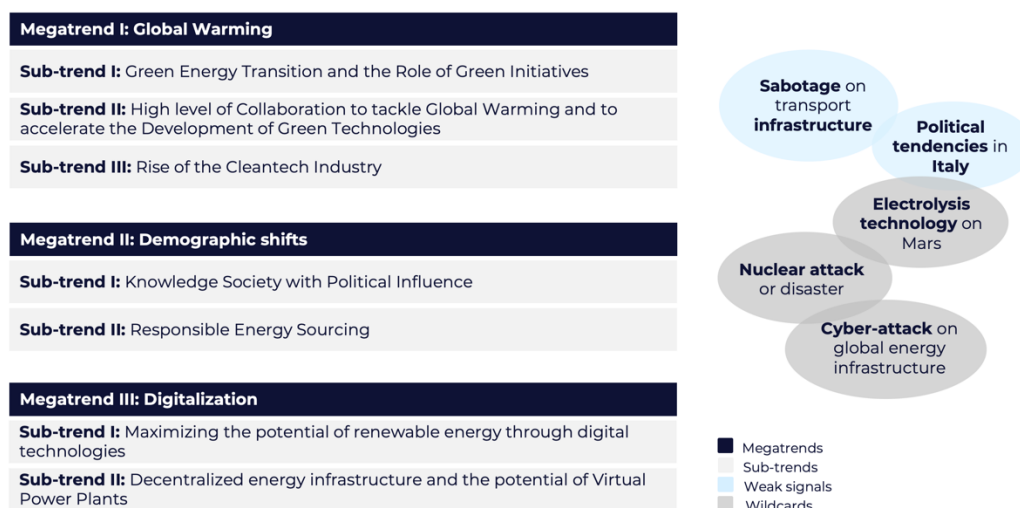 Megatrend I: Global Warming
Sub-trend I: Green Energy Transition and the Role of Green Initiatives
Sub-trend II: High level of Collaboration to tackle Global Warming and to
accelerate the Development of Green Technologies
Sub-trend III: Rise of the Cleantech Industry
Megatrend II: Demographic shifts
Sub-trend I: Knowledge Society with Political Influence
Sub-trend II: Responsible Energy Sourcing
Megatrend III: Digitalization
Sub-trend I: Maximizing the potential of renewable energy through digital
technologies
Sub-trend II: Decentralized energy infrastructure and the potential of Virtual
Power Plants
Sabotage on
transport
infrastructure
Political
tendencies in
Italy
Electrolysis
technology on
Mars
Nuclear attack
or disaster
Cyber-attack on
global energy
infrastructure
Megatrends
Sub-trends
Weak signals
Wildcards